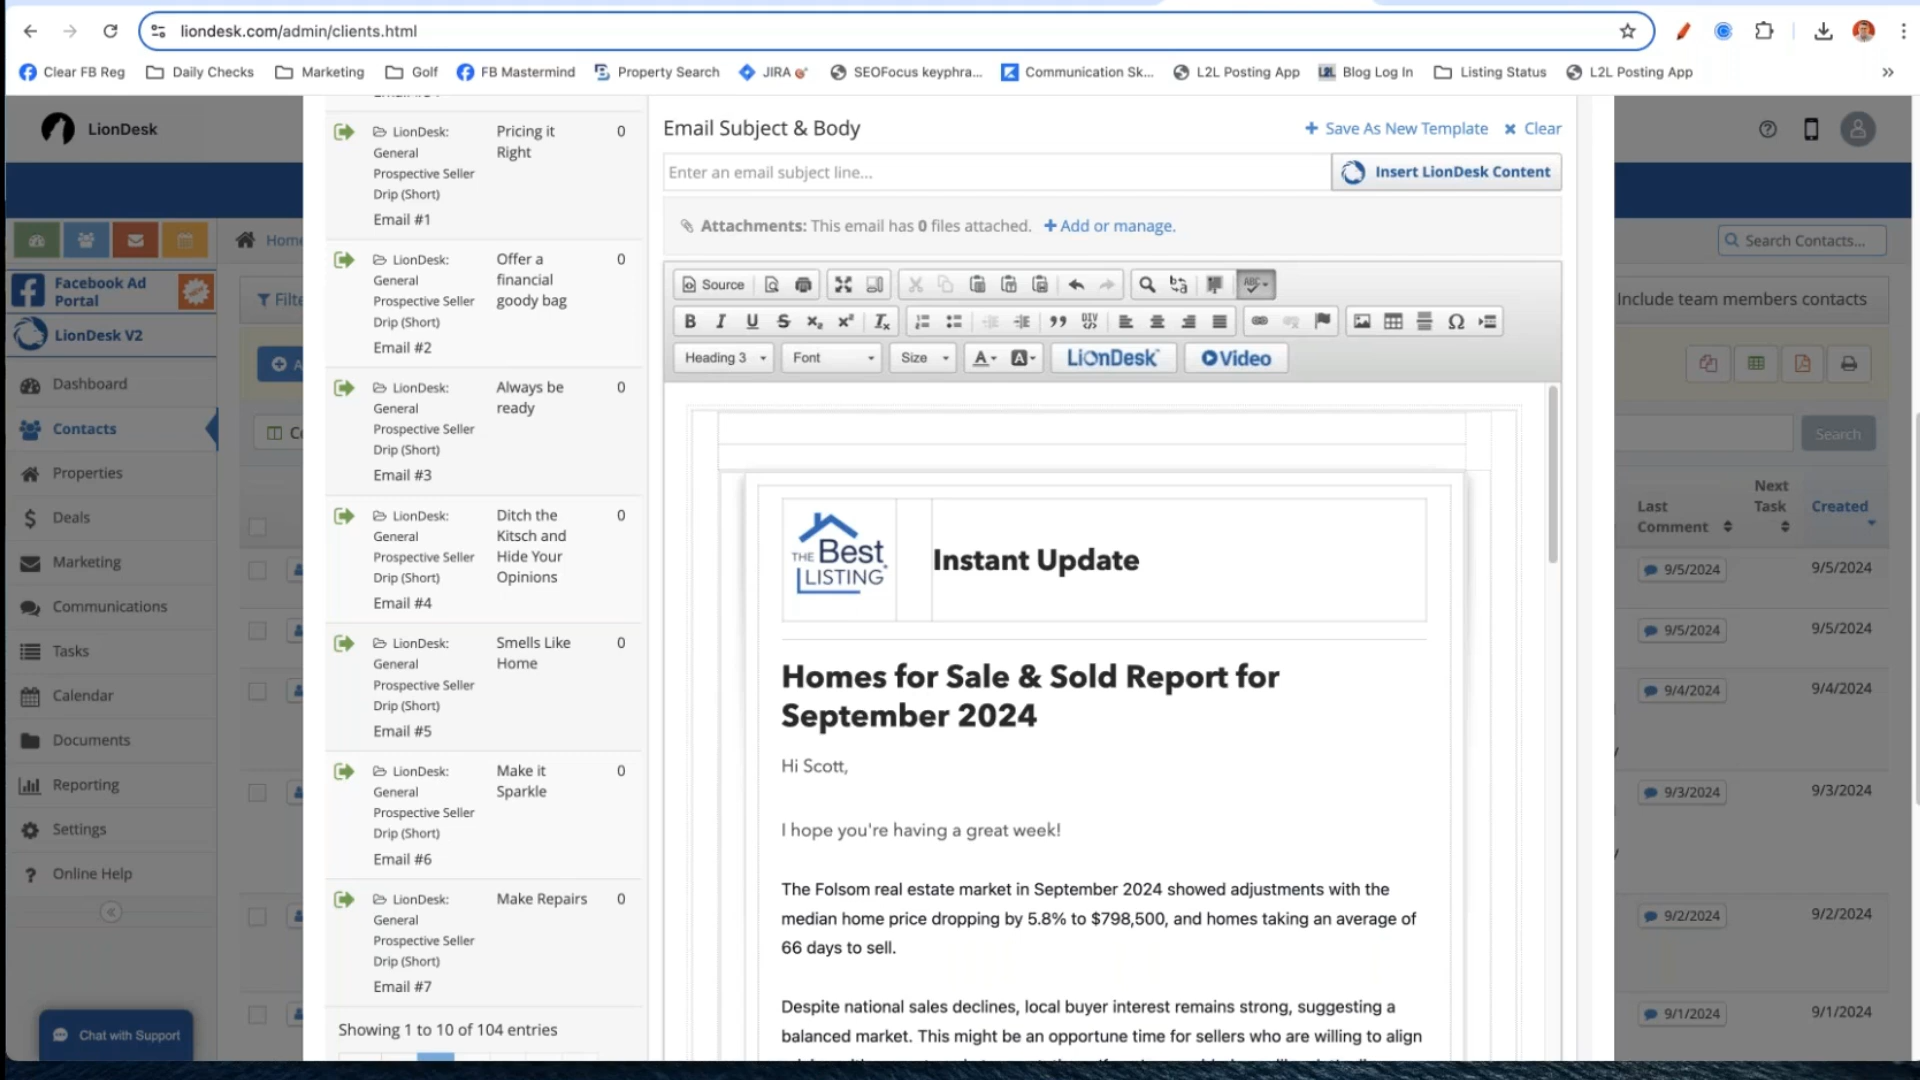 liondesk.com/admin/clients.html
Clear FB Reg
Daily Checks
Marketing
Golf
FB Mastermind
Property Search
JIRA
SEOFocus keyphra...
Communication Sk...
L2L Posting App
Blog Log In
Listing Status
L2L Posting App
LionDesk
Home
Search Contacts...
Facebook Ad
Portal
LionDesk V2
Dashboard
Contacts
Properties
Deals
Marketing
Communications
Tasks
Calendar
Documents
Reporting
Settings
Online Help
Chat with Support
LionDesk:
General
Prospective Seller
Drip (Short)
Email #1
Pricing it
Right
0
LionDesk:
General
Prospective Seller
Drip (Short)
Email #2
Offer a
financial
goody bag
0
LionDesk:
General
Prospective Seller
Drip (Short)
Email #3
Always be
ready
0
LionDesk:
General
Prospective Seller
Drip (Short)
Email #4
Ditch the
Kitsch and
Hide Your
Opinions
0
LionDesk:
General
Prospective Seller
Drip (Short)
Email #5
Smells Like
Home
0
LionDesk:
General
Prospective Seller
Drip (Short)
Email #6
Make it
Sparkle
0
LionDesk:
General
Prospective Seller
Drip (Short)
Email #7
Make Repairs
0
Showing 1 to 10 of 104 entries
Email Subject & Body
Save As New Template
Clear
Enter an email subject line...
Insert LionDesk Content
Attachments: This email has 0 files attached. Add or manage.
Source
Heading 3
Font
Size
LionDesk
Video
THE Best
LISTING
Instant Update
Homes for Sale & Sold Report for
September 2024
Hi Scott,
I hope you're having a great week!
The Folsom real estate market in September 2024 showed adjustments with the
median home price dropping by 5.8% to $798,500, and homes taking an average of
66 days to sell.
Despite national sales declines, local buyer interest remains strong, suggesting a
balanced market. This might be an opportune time for sellers who are willing to align
Include team members contacts
Search
Last
Comment
Next
Task
Created
9/5/2024
9/5/2024
9/5/2024
9/5/2024
9/4/2024
9/4/2024
9/3/2024
9/3/2024
9/2/2024
9/2/2024
9/1/2024
9/1/2024